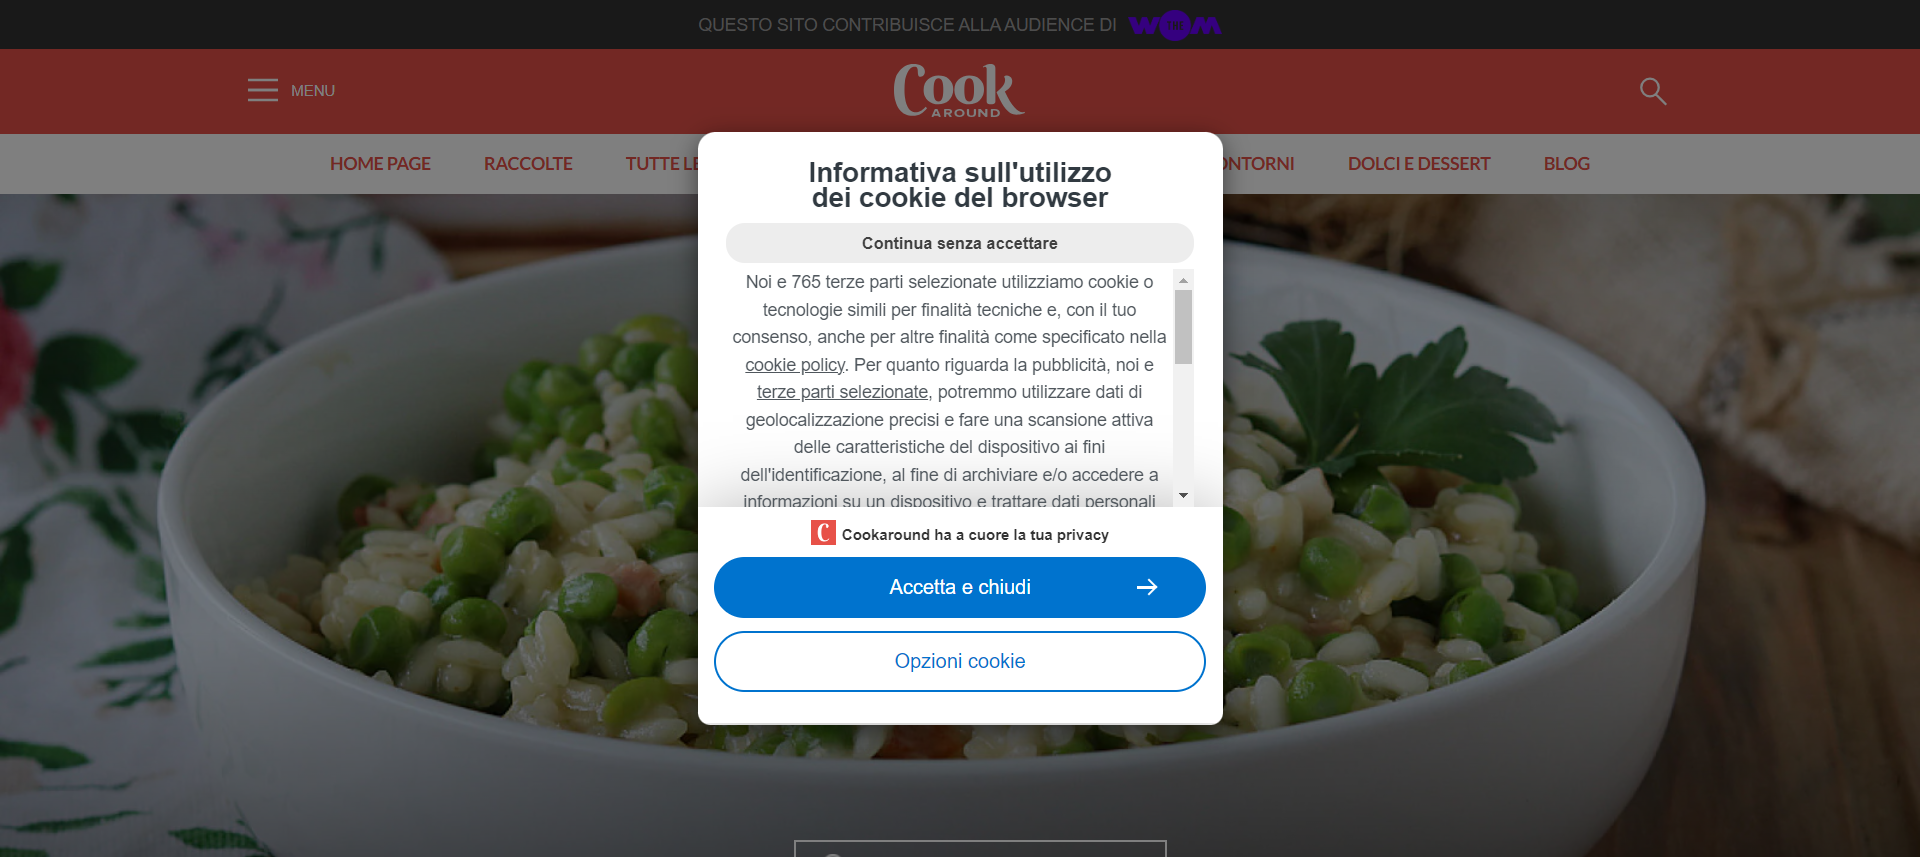 QUESTO SITO CONTRIBUISCE ALLA AUDIENCE DI
MENU
Cook
AROUND
HOME PAGE
RACCOLTE
TUTTE
DOLCI E DESSERT
BLOG
Informativa sull'utilizzo
dei cookie del browser
Continua senza accettare
Noi e 765 terze parti selezionate utilizziamo cookie o
tecnologie simili per finalità tecniche e, con il tuo
consenso, anche per altre finalità come specificato nella
cookie policy. Per quanto riguarda la pubblicità, noi e
terze parti selezionate, potremmo utilizzare dati di
geolocalizzazione precisi e fare una scansione attiva
delle caratteristiche del dispositivo ai fini
dell'identificazione, al fine di archiviare e/o accedere a
informazioni su un dispositivo e trattare dati personali
C Cookaround ha a cuore la tua privacy
Accetta e chiudi
Opzioni cookie